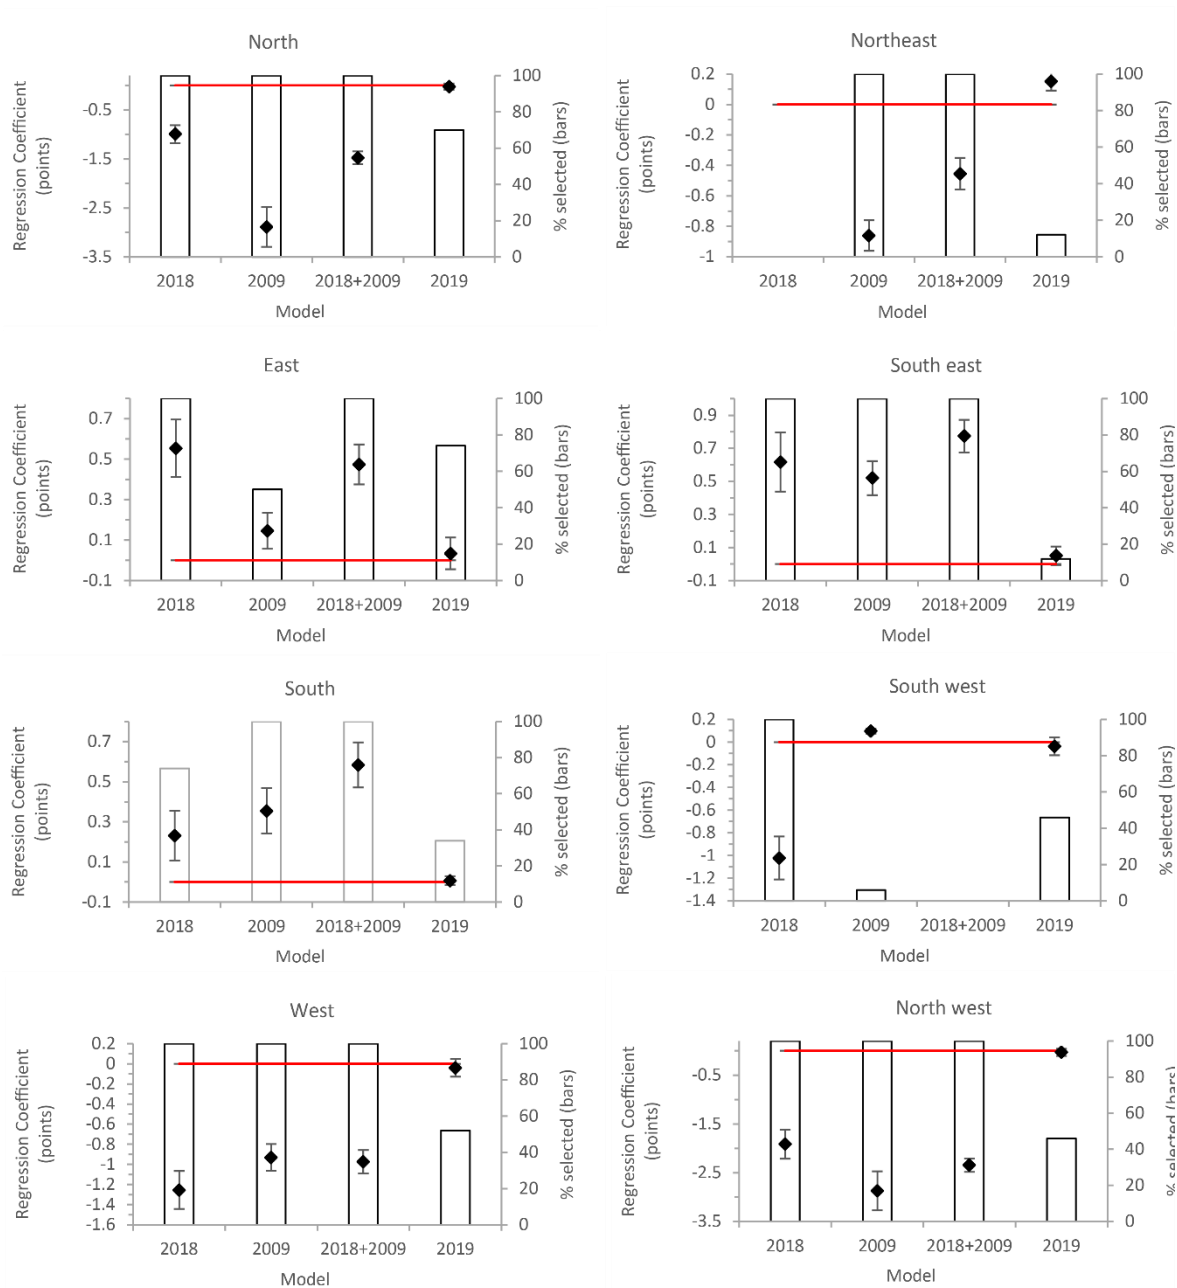 North
Regression Coefficient
(points)
-0.5
-1.5
-2.5
-3.5
100
80
60
40
20
0
% selected (bars)
2018 2009 2018+2009 2019
Model
Northeast
Regression Coefficient
(points)
0.2
0
-0.2
-0.4
-0.6
-0.8
-1
100
80
60
40
20
0
% selected (bars)
2018 2009 2018+2009 2019
Model
East
Regression Coefficient
(points)
0.7
0.5
0.3
0.1
-0.1
100
80
60
40
20
0
% selected (bars)
2018 2009 2018+2009 2019
Model
South east
Regression Coefficient
(points)
0.9
0.7
0.5
0.3
0.1
-0.1
100
80
60
40
20
0
% selected (bars)
2018 2009 2018+2009 2019
Model
South
Regression Coefficient
(points)
0.7
0.5
0.3
0.1
-0.1
100
80
60
40
20
0
% selected (bars)
2018 2009 2018+2009 2019
Model
South west
Regression Coefficient
(points)
0.2
0
-0.2
-0.4
-0.6
-0.8
-1
-1.2
-1.4
100
80
60
40
20
0
% selected (bars)
2018 2009 2018+2009 2019
Model
West
Regression Coefficient
(points)
0.2
0
-0.2
-0.4
-0.6
-0.8
-1
-1.2
-1.4
-1.6
100
80
60
40
20
0
% selected (bars)
2018 2009 2018+2009 2019
Model
North west
Regression Coefficient
(points)
-0.5
-1.5
-2.5
-3.5
100
80
60
40
20
0
% selected (bars)
2018 2009 2018+2009 2019
Model